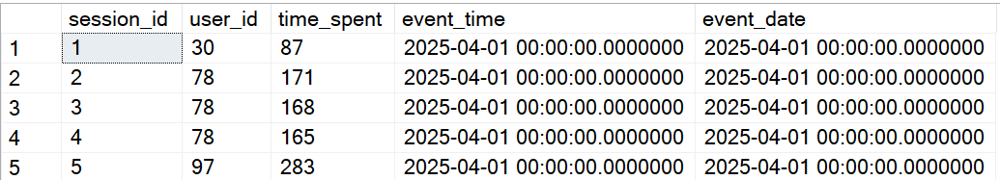 session_id user_id time_spent event_time event_date
1 1 30 87 2025-04-01 00:00:00.0000000 2025-04-01 00:00:00.0000000
2 2 78 171 2025-04-01 00:00:00.0000000 2025-04-01 00:00:00.0000000
3 3 78 168 2025-04-01 00:00:00.0000000 2025-04-01 00:00:00.0000000
4 4 78 165 2025-04-01 00:00:00.0000000 2025-04-01 00:00:00.0000000
5 5 97 283 2025-04-01 00:00:00.0000000 2025-04-01 00:00:00.0000000